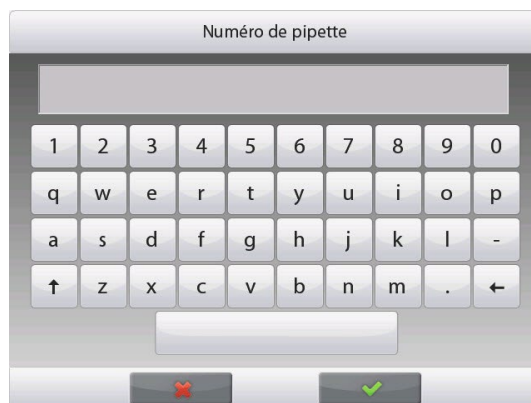 Numéro de pipette
1 2 3 4 5 6 7 8 9 0
q w e r t y u i o p
a s d f g h j k l -
↑ z x c v b n m . ←